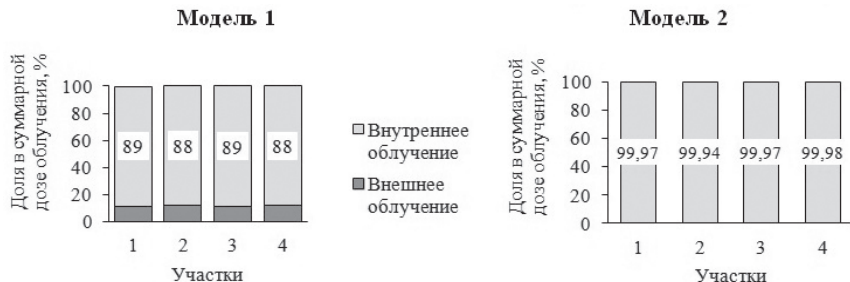 Модель 1
Доля в суммарной
дозе облучения, %
100
80
60
40
20
0
89
88
89
88
1
2
3
4
Участки
Внутреннее
облучение
Внешнее
облучение
Модель 2
Доля в суммарной
дозе облучения, %
100
80
60
40
20
0
99,97
99,94
99,97
99,98
1
2
3
4
Участки